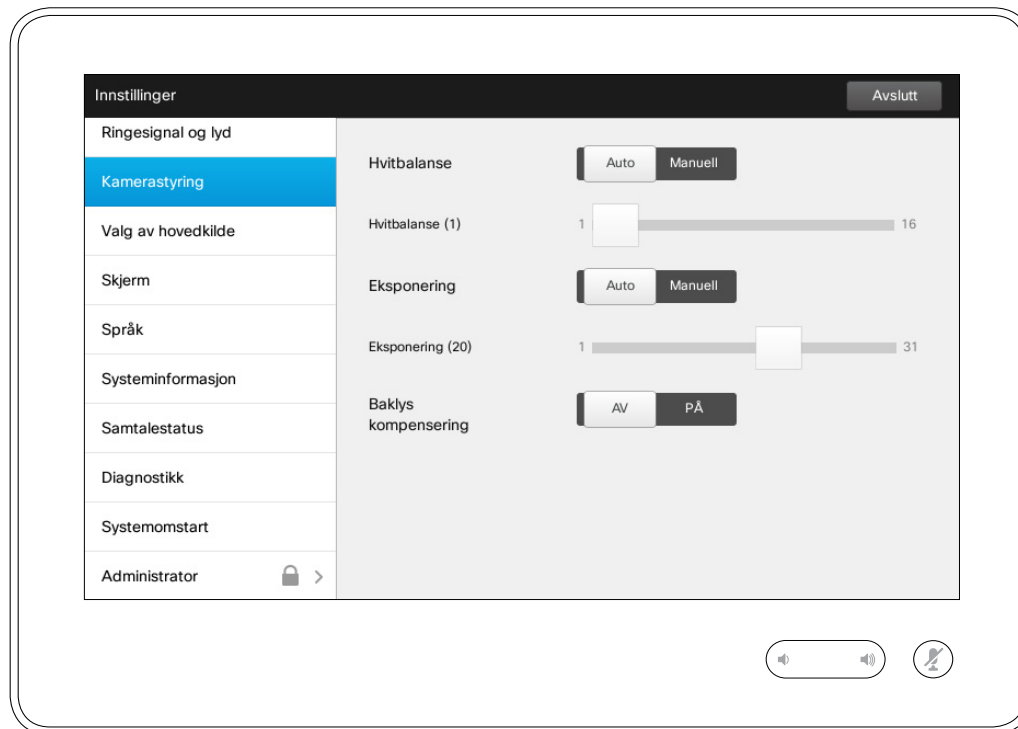 Innstillinger
Avslutt
Ringesignal og lyd
Kamerastyring
Valg av hovedkilde
Skjerm
Språk
Systeminformasjon
Samtalestatus
Diagnostikk
Systemomstart
Administrator
Hvitbalanse Auto Manuell
Hvitbalanse (1) 1 16
Eksponering Auto Manuell
Eksponering (20) 1 31
Baklys
kompensering
AV PÅ